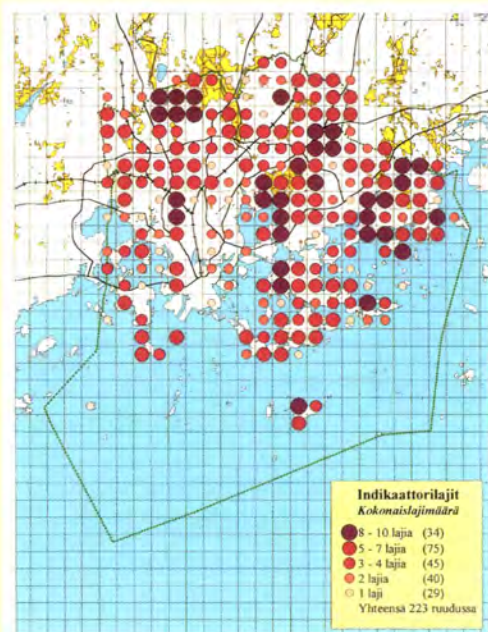 Indikaattorilajit
Kokonaislajimäärä
8 - 10 lajia (34)
5 - 7 lajia (75)
3 - 4 lajia (45)
2 lajia (40)
1 laji (29)
Yhteensä 223 ruudussa